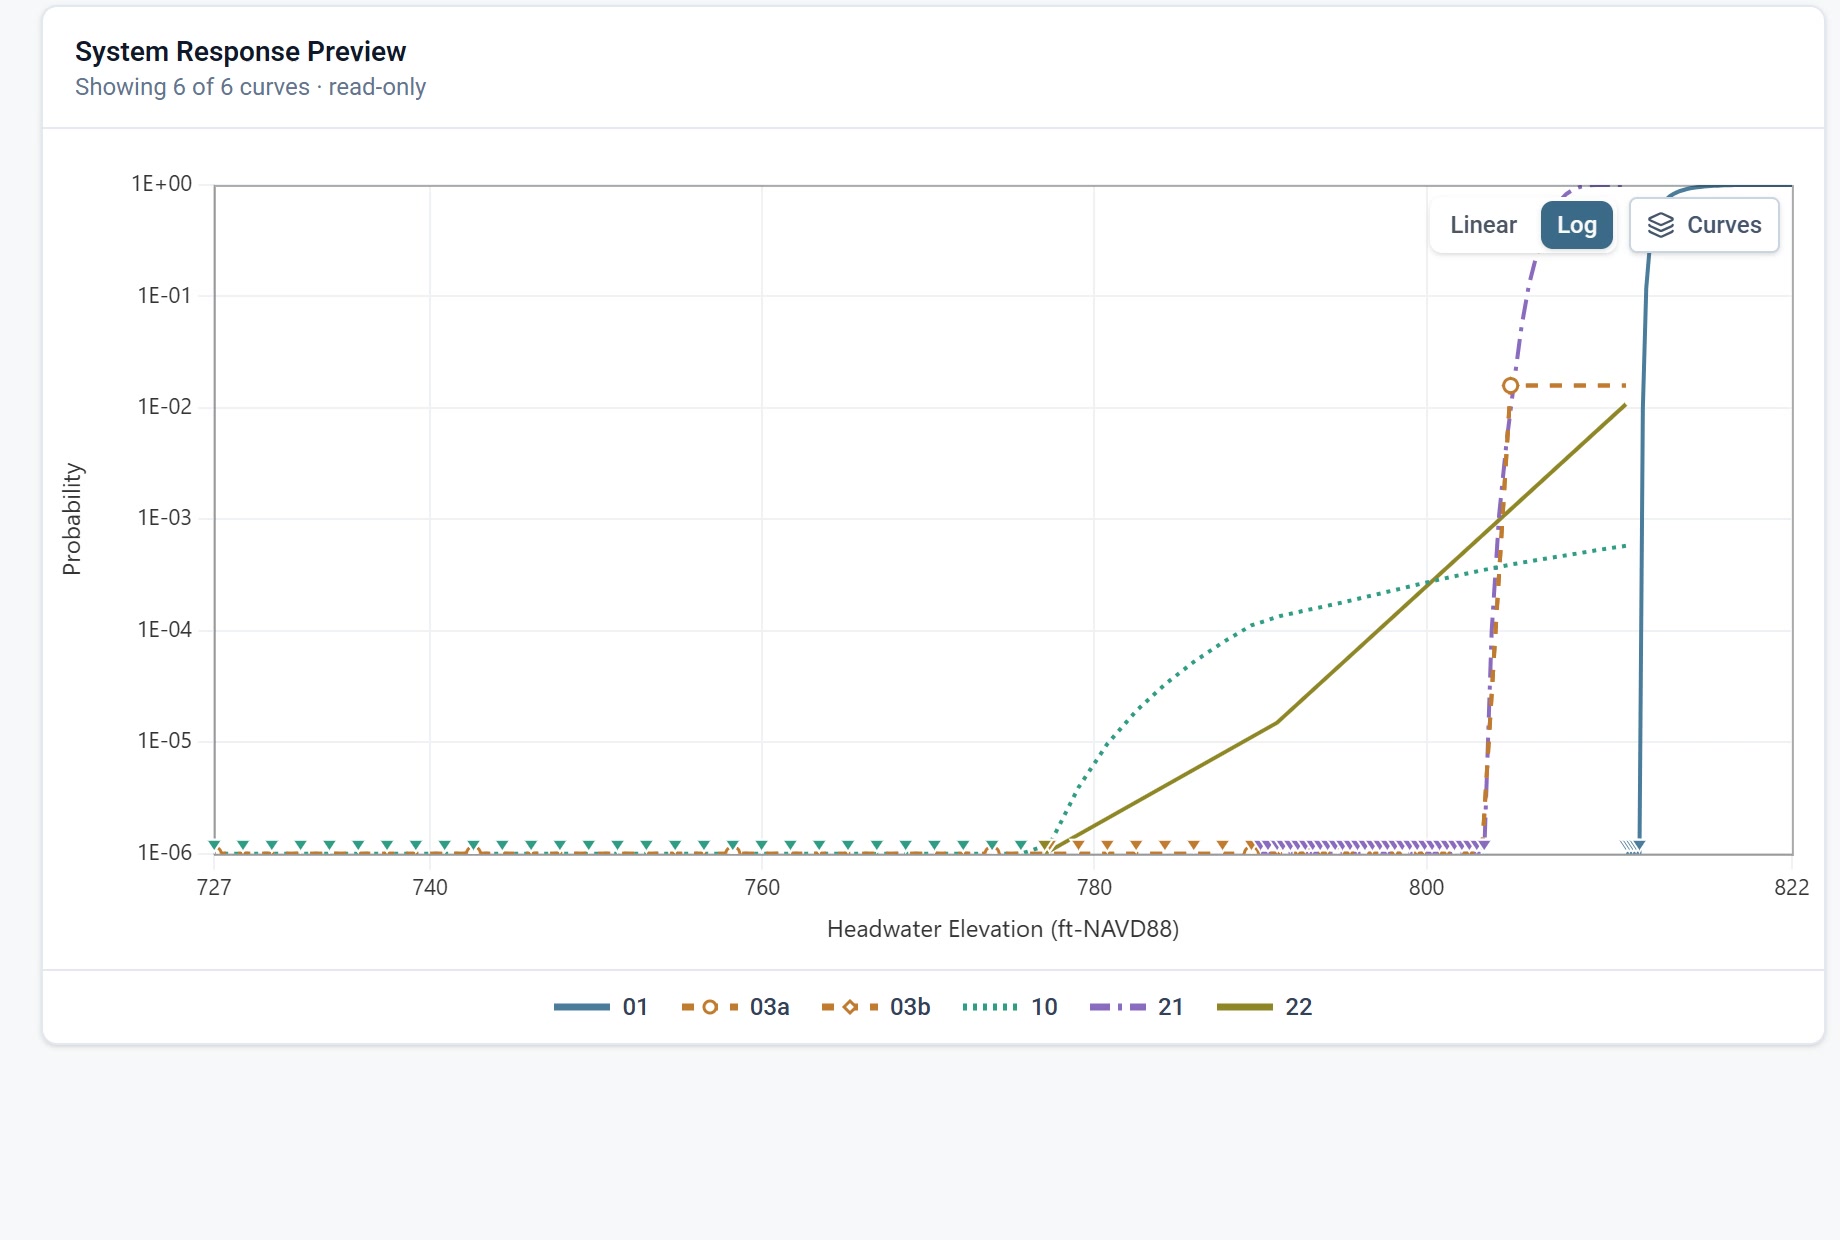 System Response Preview
Showing 6 of 6 curves · read-only
1E+00
Linear
Log
Curves
1E-01
1E-02
1E-03
1E-04
1E-05
1E-06
Probability
727
740
760
780
800
822
Headwater Elevation (ft-NAVD88)
01
03a
03b
10
21
22